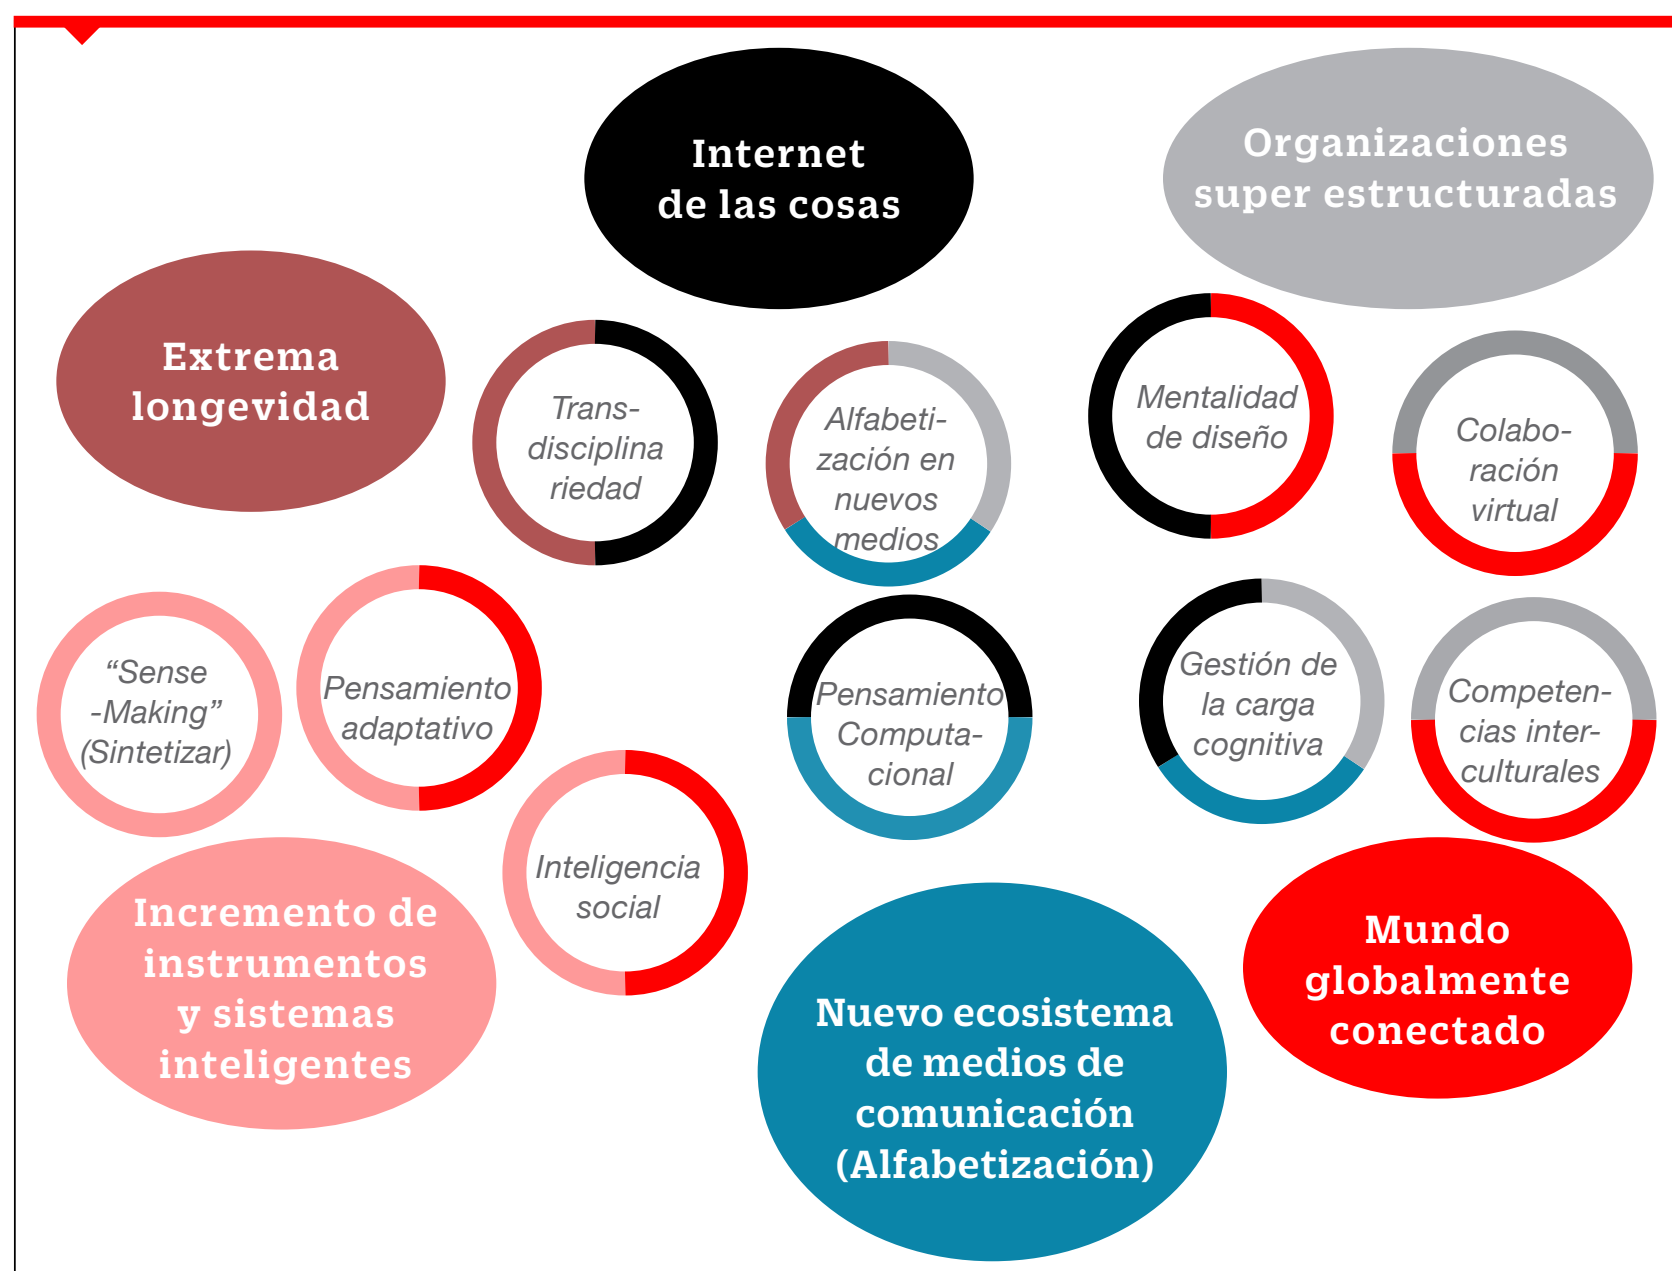 Internet
de las cosas
Organizaciones
super estructuradas
Extrema
longevidad
Trans-
disciplina
riedad
Alfabeti-
zación en
nuevos
medios
Mentalidad
de diseño
Colabo-
ración
virtual
“Sense
-Making”
(Sintetizar)
Pensamiento
adaptativo
Pensamiento
Computa-
cional
Gestión de
la carga
cognitiva
Competen-
cias inter-
culturales
Inteligencia
social
Incremento de
instrumentos
y sistemas
inteligentes
Nuevo ecosistema
de medios de
comunicación
(Alfabetización)
Mundo
globalmente
conectado